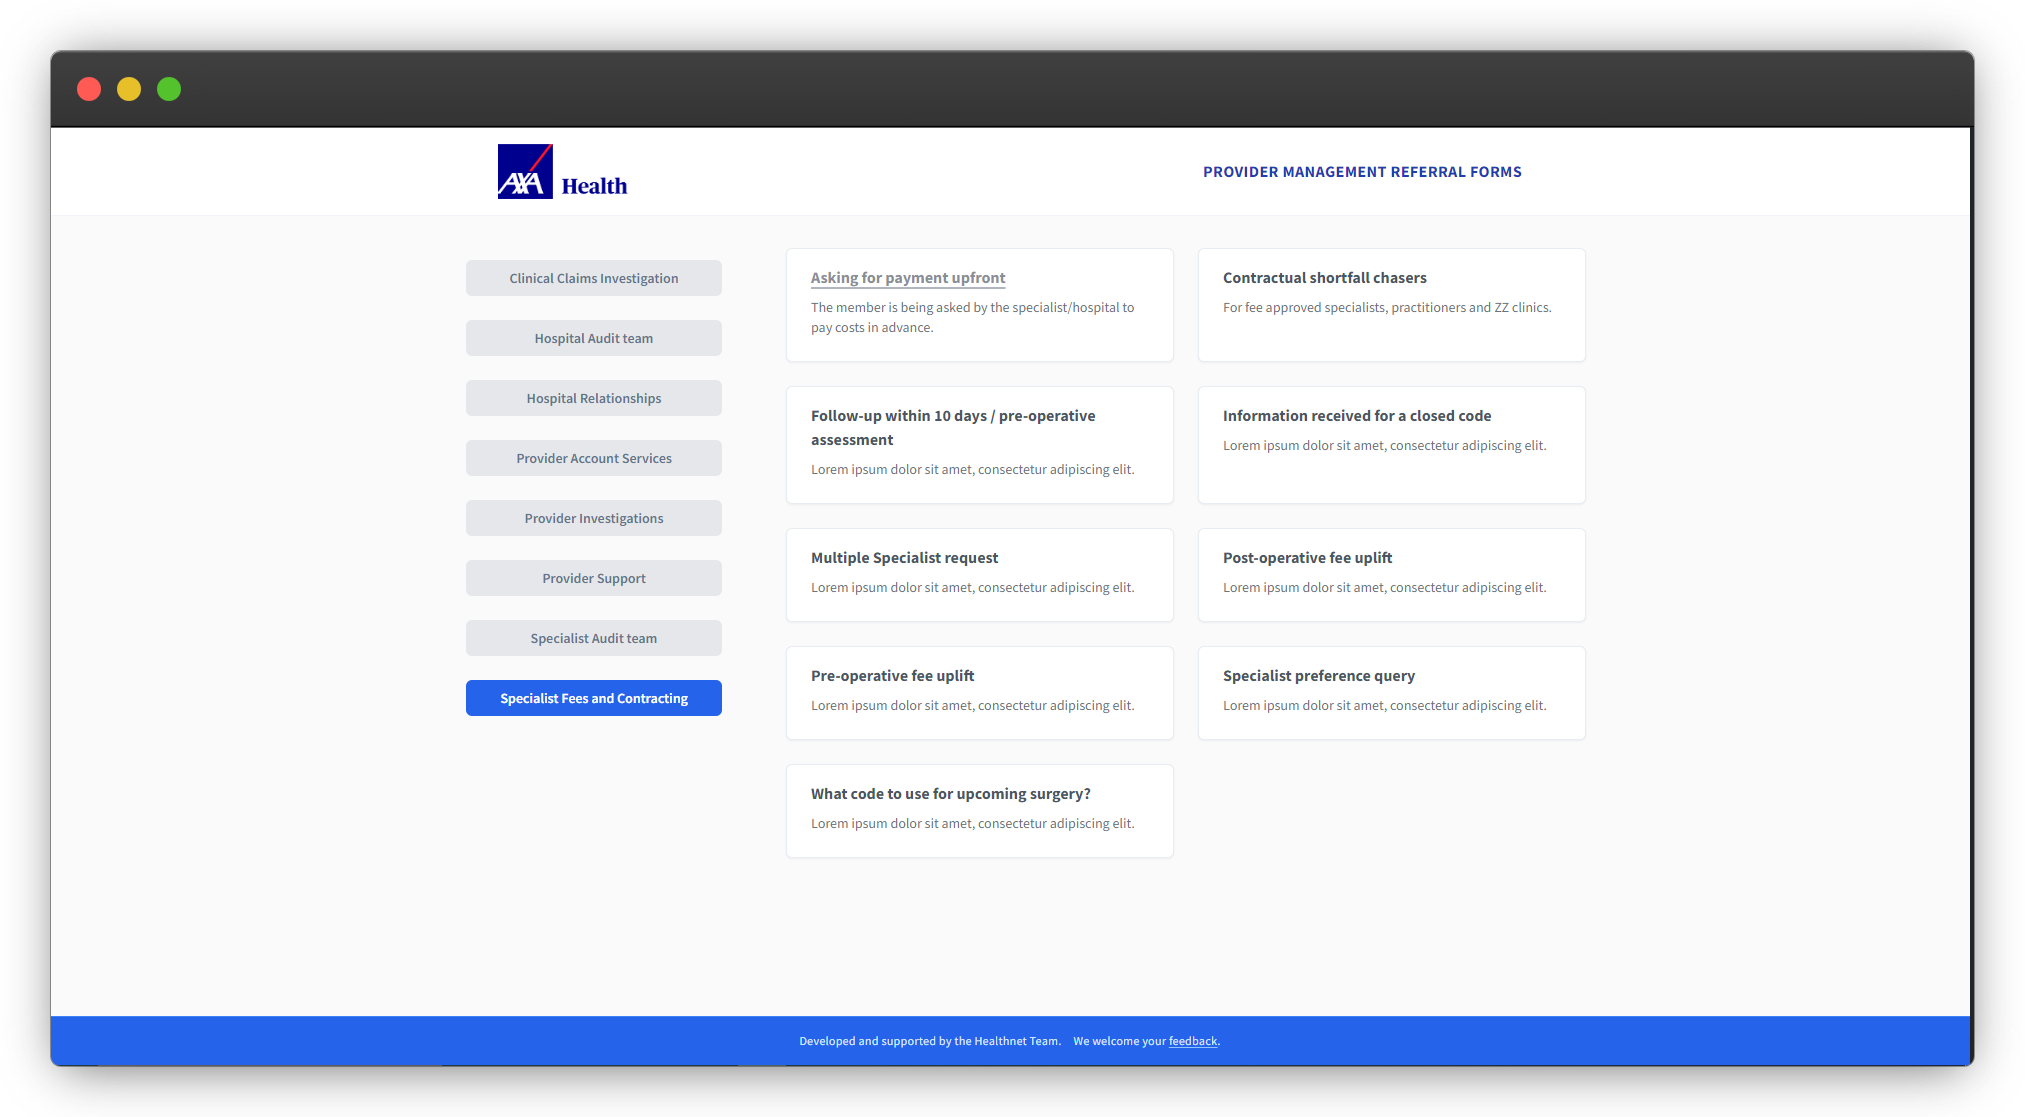 AXA Health
PROVIDER MANAGEMENT REFERRAL FORMS
Clinical Claims Investigation
Hospital Audit team
Hospital Relationships
Provider Account Services
Provider Investigations
Provider Support
Specialist Audit team
Specialist Fees and Contracting
Asking for payment upfront
The member is being asked by the specialist/hospital to
pay costs in advance.
Contractual shortfall chasers
For fee approved specialists, practitioners and ZZ clinics.
Follow-up within 10 days / pre-operative
assessment
Lorem ipsum dolor sit amet, consectetur adipiscing elit.
Information received for a closed code
Lorem ipsum dolor sit amet, consectetur adipiscing elit.
Multiple Specialist request
Lorem ipsum dolor sit amet, consectetur adipiscing elit.
Post-operative fee uplift
Lorem ipsum dolor sit amet, consectetur adipiscing elit.
Pre-operative fee uplift
Lorem ipsum dolor sit amet, consectetur adipiscing elit.
Specialist preference query
Lorem ipsum dolor sit amet, consectetur adipiscing elit.
What code to use for upcoming surgery?
Lorem ipsum dolor sit amet, consectetur adipiscing elit.
Developed and supported by the Healthnet Team. We welcome your feedback.